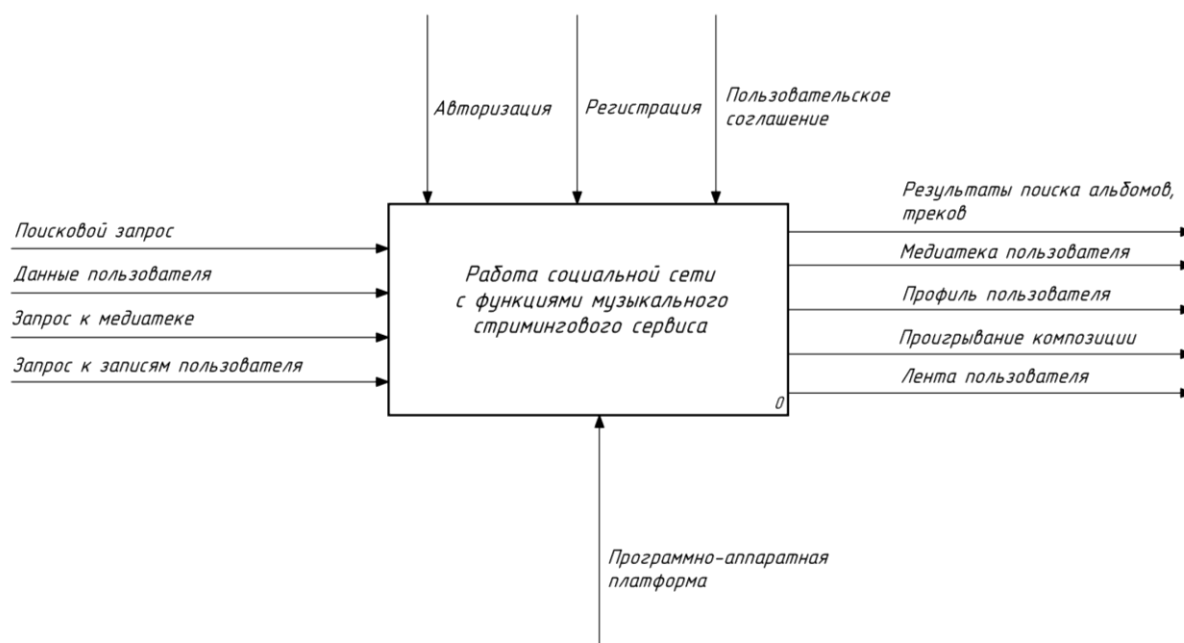 Авторизация
Регистрация
Пользовательское
соглашение
Поисковой запрос
Данные пользователя
Запрос к медиатеке
Запрос к записям пользователя
Работа социальной сети
с функциями музыкального
стримингового сервиса
0
Результаты поиска альбомов,
треков
Медиатека пользователя
Профиль пользователя
Проигрывание композиции
Лента пользователя
Программно-аппаратная
платформа